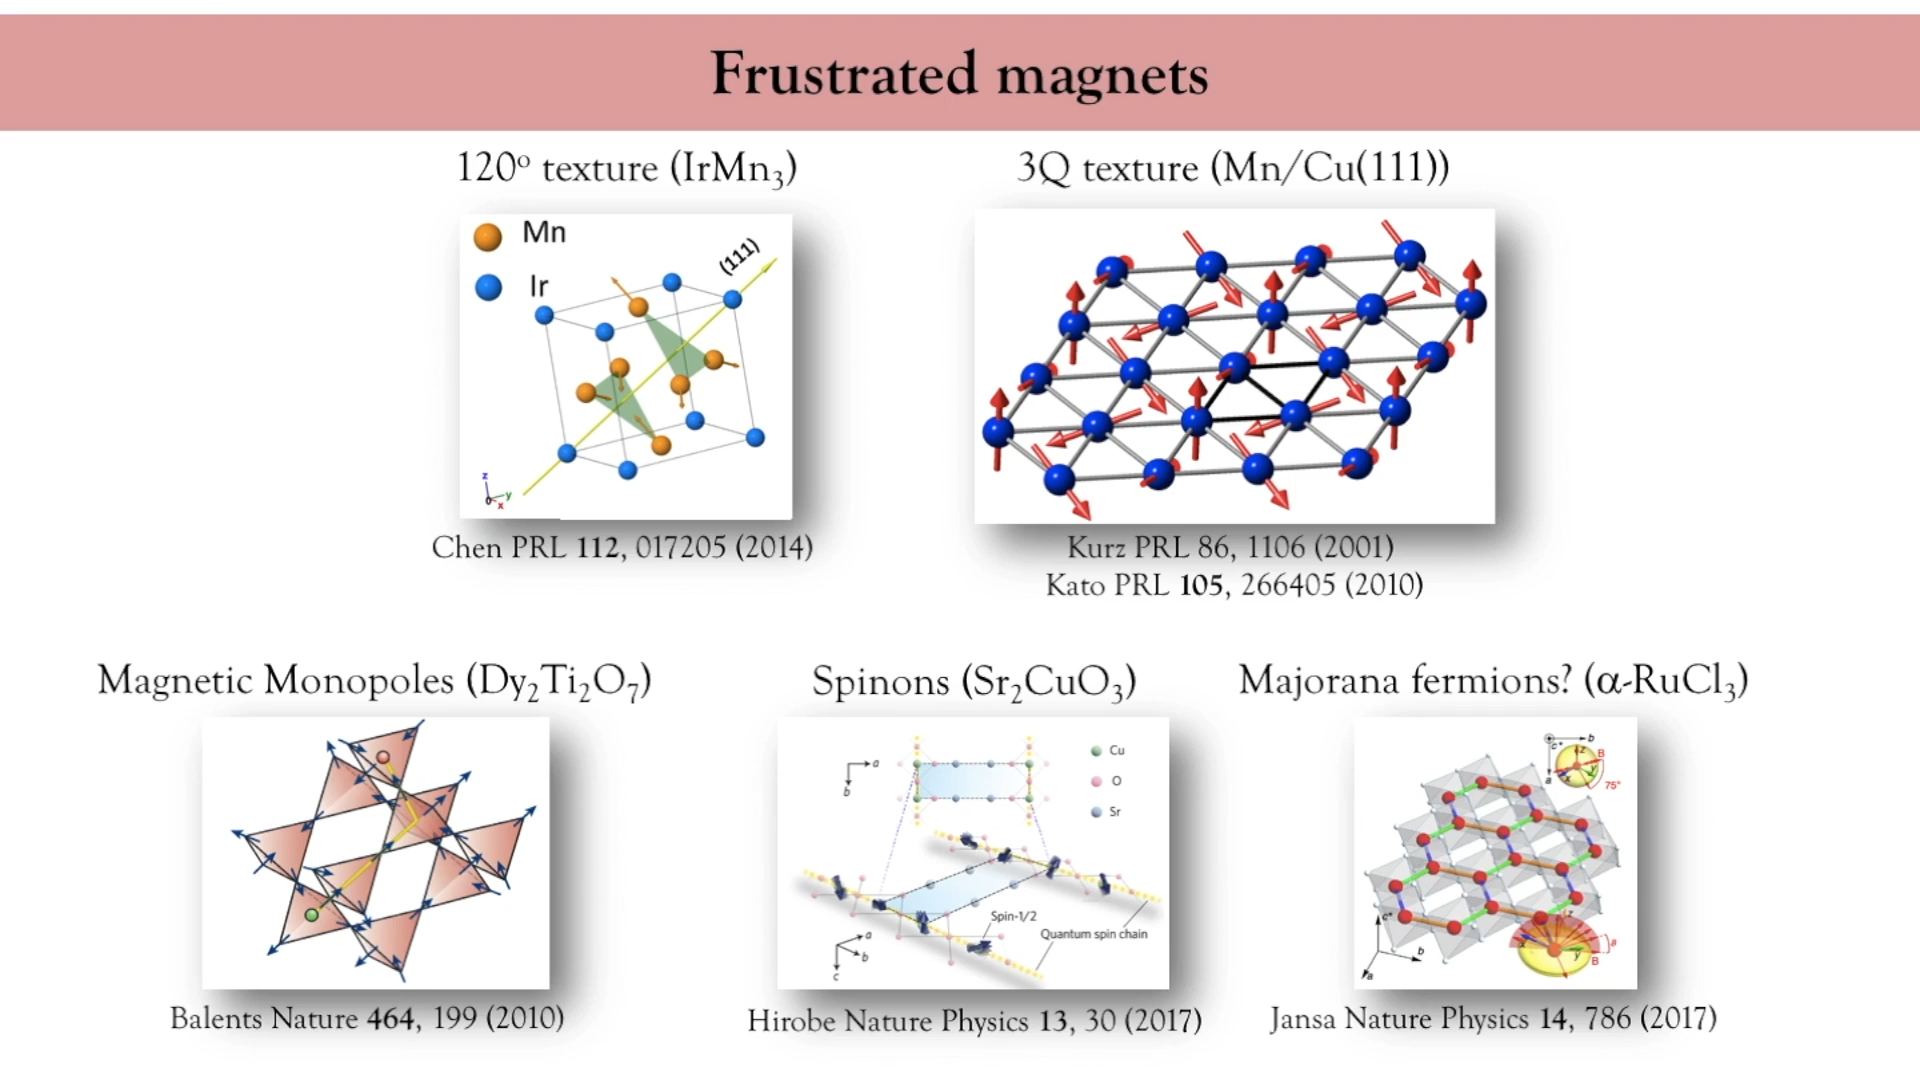 Frustrated magnets
120° texture (IrMn₃)
3Q texture (Mn/Cu(111))
Mn
Ir
(111)
z
y
x
Chen PRL 112, 017205 (2014)
Kurz PRL 86, 1106 (2001)
Kato PRL 105, 266405 (2010)
Magnetic Monopoles (Dy₂Ti₂O₇)
Spinons (Sr₂CuO₃)
Majorana fermions? (α-RuCl₃)
a
b
Cu
O
Sr
Spin-1/2
Quantum spin chain
a
b
c
c*
b
a
z
B
x
y
75°
c*
b
a
z
x
y
B
Balents Nature 464, 199 (2010)
Hirobe Nature Physics 13, 30 (2017)
Jansa Nature Physics 14, 786 (2017)